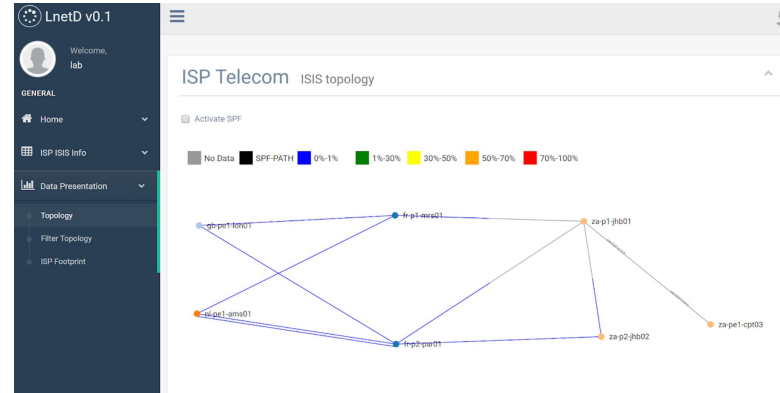 LnetD v0.1
Welcome,
lab
GENERAL
Home
ISP ISIS Info
Data Presentation
Topology
Filter Topology
ISP Footprint
ISP Telecom ISIS topology
Activate SPF
No Data SPF-PATH 0%-1% 1%-30% 30%-50% 50%-70% 70%-100%
fr-p1-mrs01
gb-pe1-lon01
za-p1-jhb01
nl-pe1-ams01
za-pe1-cpt03
za-p2-jhb02
fr-p2-par01